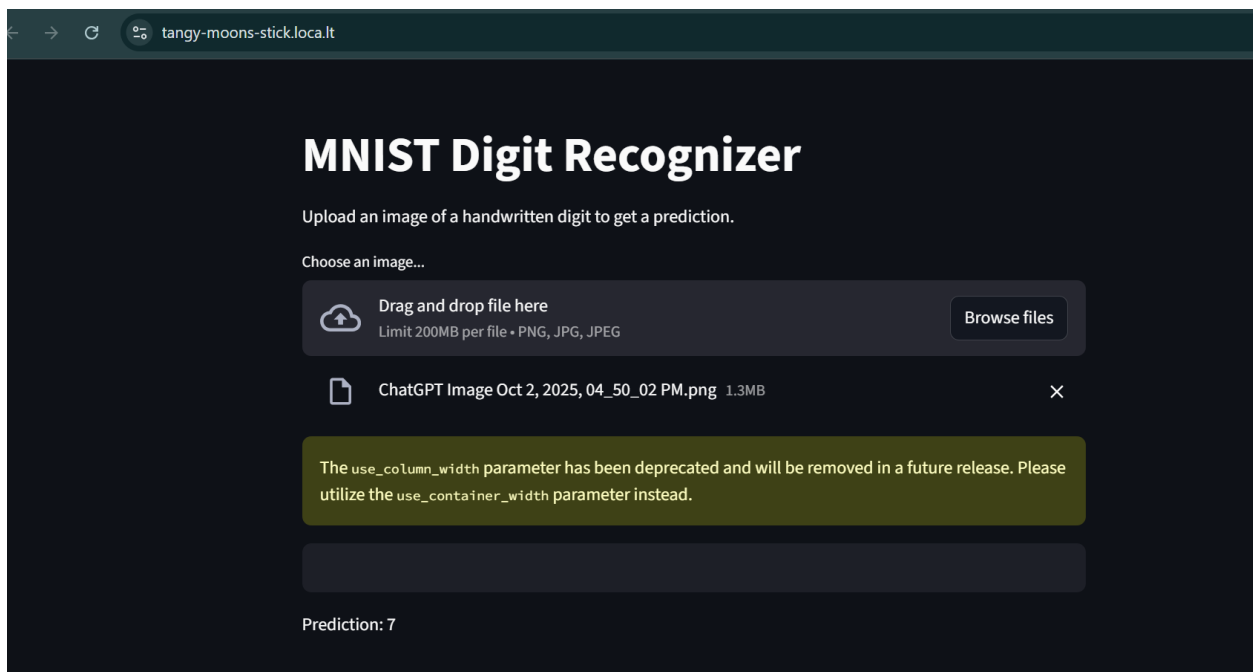 tangy-moons-stick.loca.lt
MNIST Digit Recognizer
Upload an image of a handwritten digit to get a prediction.
Choose an image...
Drag and drop file here
Limit 200MB per file • PNG, JPG, JPEG
Browse files
ChatGPT Image Oct 2, 2025, 04_50_02 PM.png 1.3MB
The use_column_width parameter has been deprecated and will be removed in a future release. Please
utilize the use_container_width parameter instead.
Prediction: 7